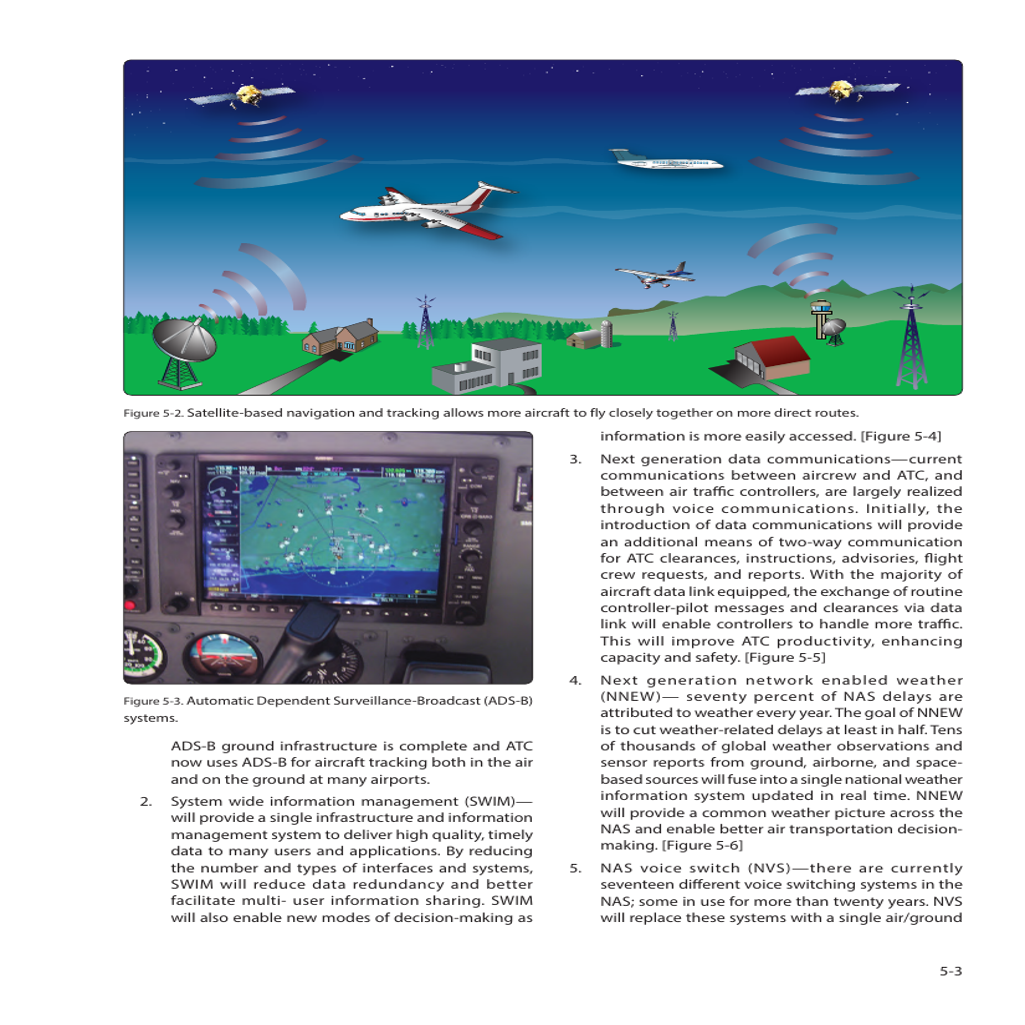 Figure 5-2. Satellite-based navigation and tracking allows more aircraft to fly closely together on more direct routes.
Figure 5-3. Automatic Dependent Surveillance-Broadcast (ADS-B)
systems.
ADS-B ground infrastructure is complete and ATC
now uses ADS-B for aircraft tracking both in the air
and on the ground at many airports.
2. System wide information management (SWIM)—
will provide a single infrastructure and information
management system to deliver high quality, timely
data to many users and applications. By reducing
the number and types of interfaces and systems,
SWIM will reduce data redundancy and better
facilitate multi- user information sharing. SWIM
will also enable new modes of decision-making as
information is more easily accessed. [Figure 5-4]
3. Next generation data communications—current
communications between aircrew and ATC, and
between air traffic controllers, are largely realized
through voice communications. Initially, the
introduction of data communications will provide
an additional means of two-way communication
for ATC clearances, instructions, advisories, flight
crew requests, and reports. With the majority of
aircraft data link equipped, the exchange of routine
controller-pilot messages and clearances via data
link will enable controllers to handle more traffic.
This will improve ATC productivity, enhancing
capacity and safety. [Figure 5-5]
4. Next generation network enabled weather
(NNEW)— seventy percent of NAS delays are
attributed to weather every year. The goal of NNEW
is to cut weather-related delays at least in half. Tens
of thousands of global weather observations and
sensor reports from ground, airborne, and space-
based sources will fuse into a single national weather
information system updated in real time. NNEW
will provide a common weather picture across the
NAS and enable better air transportation decision-
making. [Figure 5-6]
5. NAS voice switch (NVS)—there are currently
seventeen different voice switching systems in the
NAS; some in use for more than twenty years. NVS
will replace these systems with a single air/ground
5-3